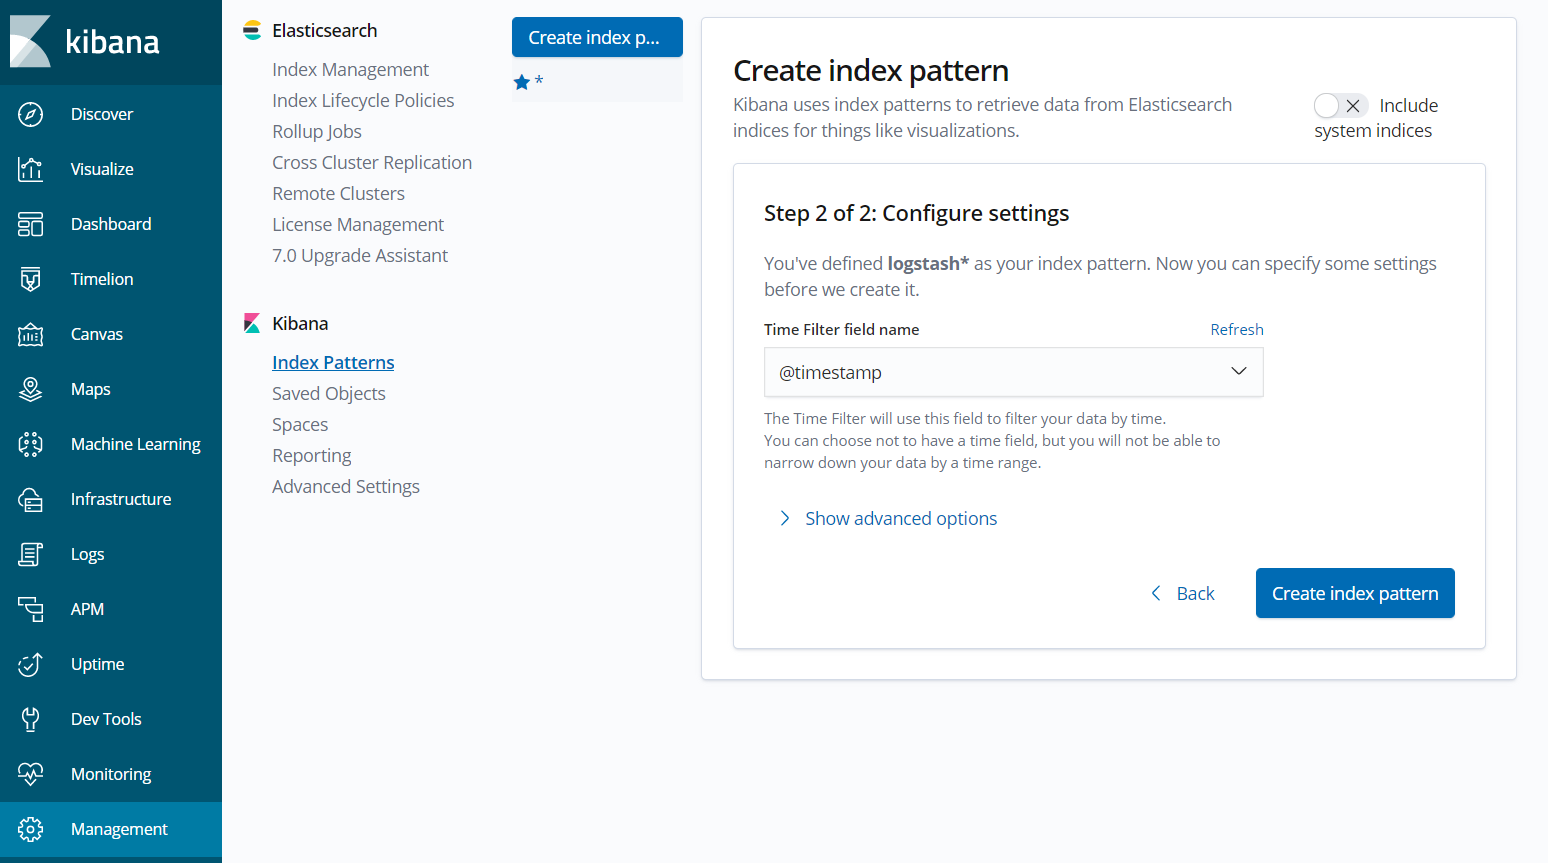 kibana
Discover
Visualize
Dashboard
Timelion
Canvas
Maps
Machine Learning
Infrastructure
Logs
APM
Uptime
Dev Tools
Monitoring
Management
Elasticsearch
Index Management
Index Lifecycle Policies
Rollup Jobs
Cross Cluster Replication
Remote Clusters
License Management
7.0 Upgrade Assistant
Kibana
Index Patterns
Saved Objects
Spaces
Reporting
Advanced Settings
Create index p...
★ *
Create index pattern
Kibana uses index patterns to retrieve data from Elasticsearch
indices for things like visualizations.
Include
system indices
Step 2 of 2: Configure settings
You've defined logstash* as your index pattern. Now you can specify some settings
before we create it.
Time Filter field name
Refresh
@timestamp
The Time Filter will use this field to filter your data by time.
You can choose not to have a time field, but you will not be able to
narrow down your data by a time range.
Show advanced options
Back
Create index pattern